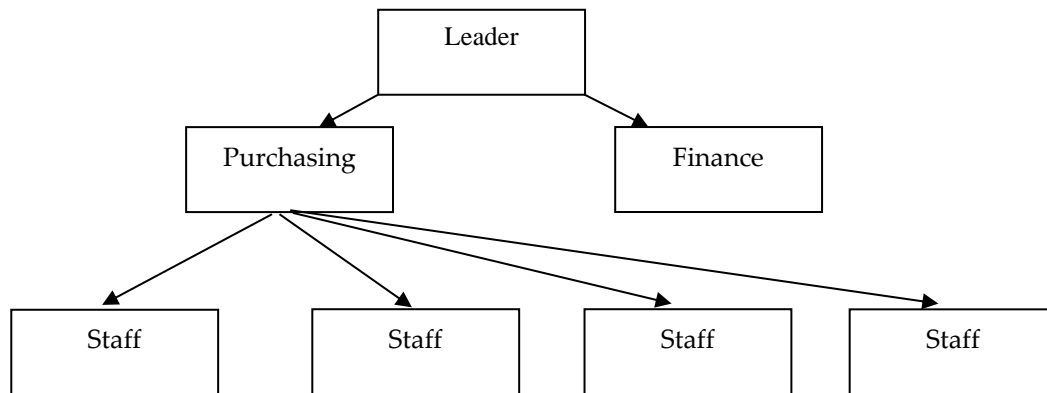 Leader
Purchasing
Finance
Staff
Staff
Staff
Staff